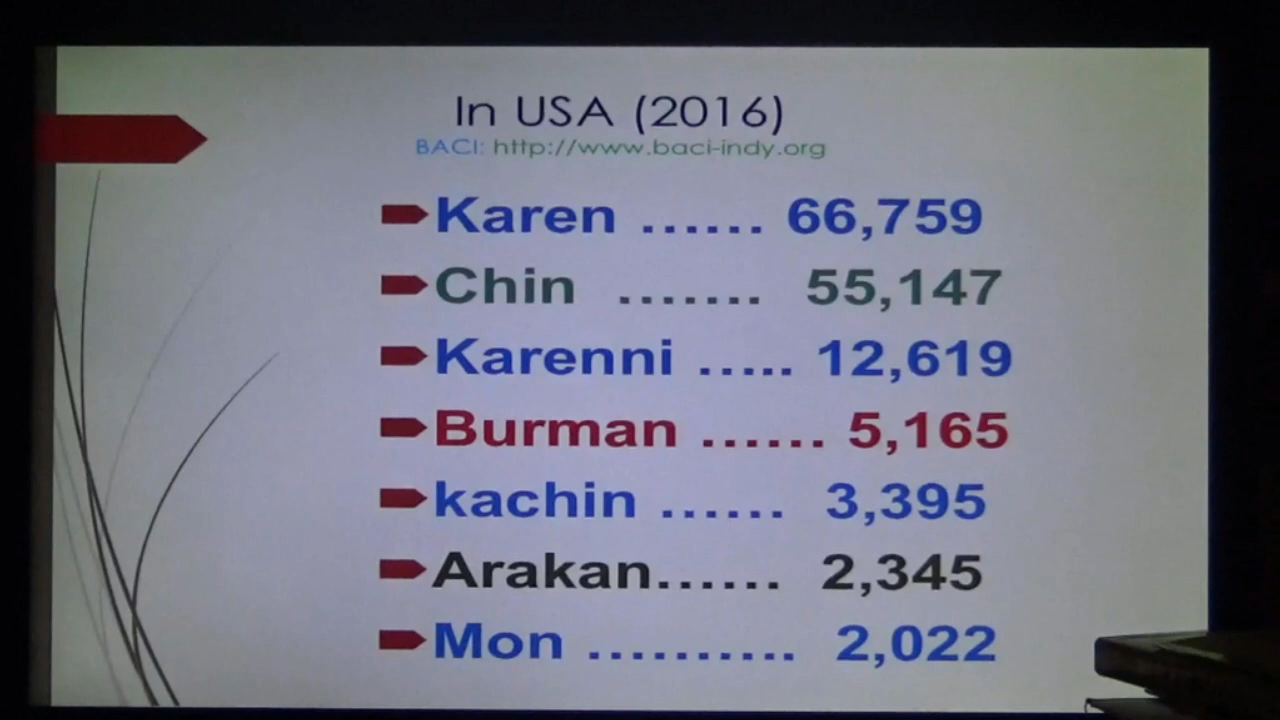 In USA (2016)
BACI: http://www.baci-indy.org
Karen ...... 66,759
Chin ....... 55,147
Karenni ..... 12,619
Burman ...... 5,165
kachin ...... 3,395
Arakan...... 2,345
Mon .......... 2,022